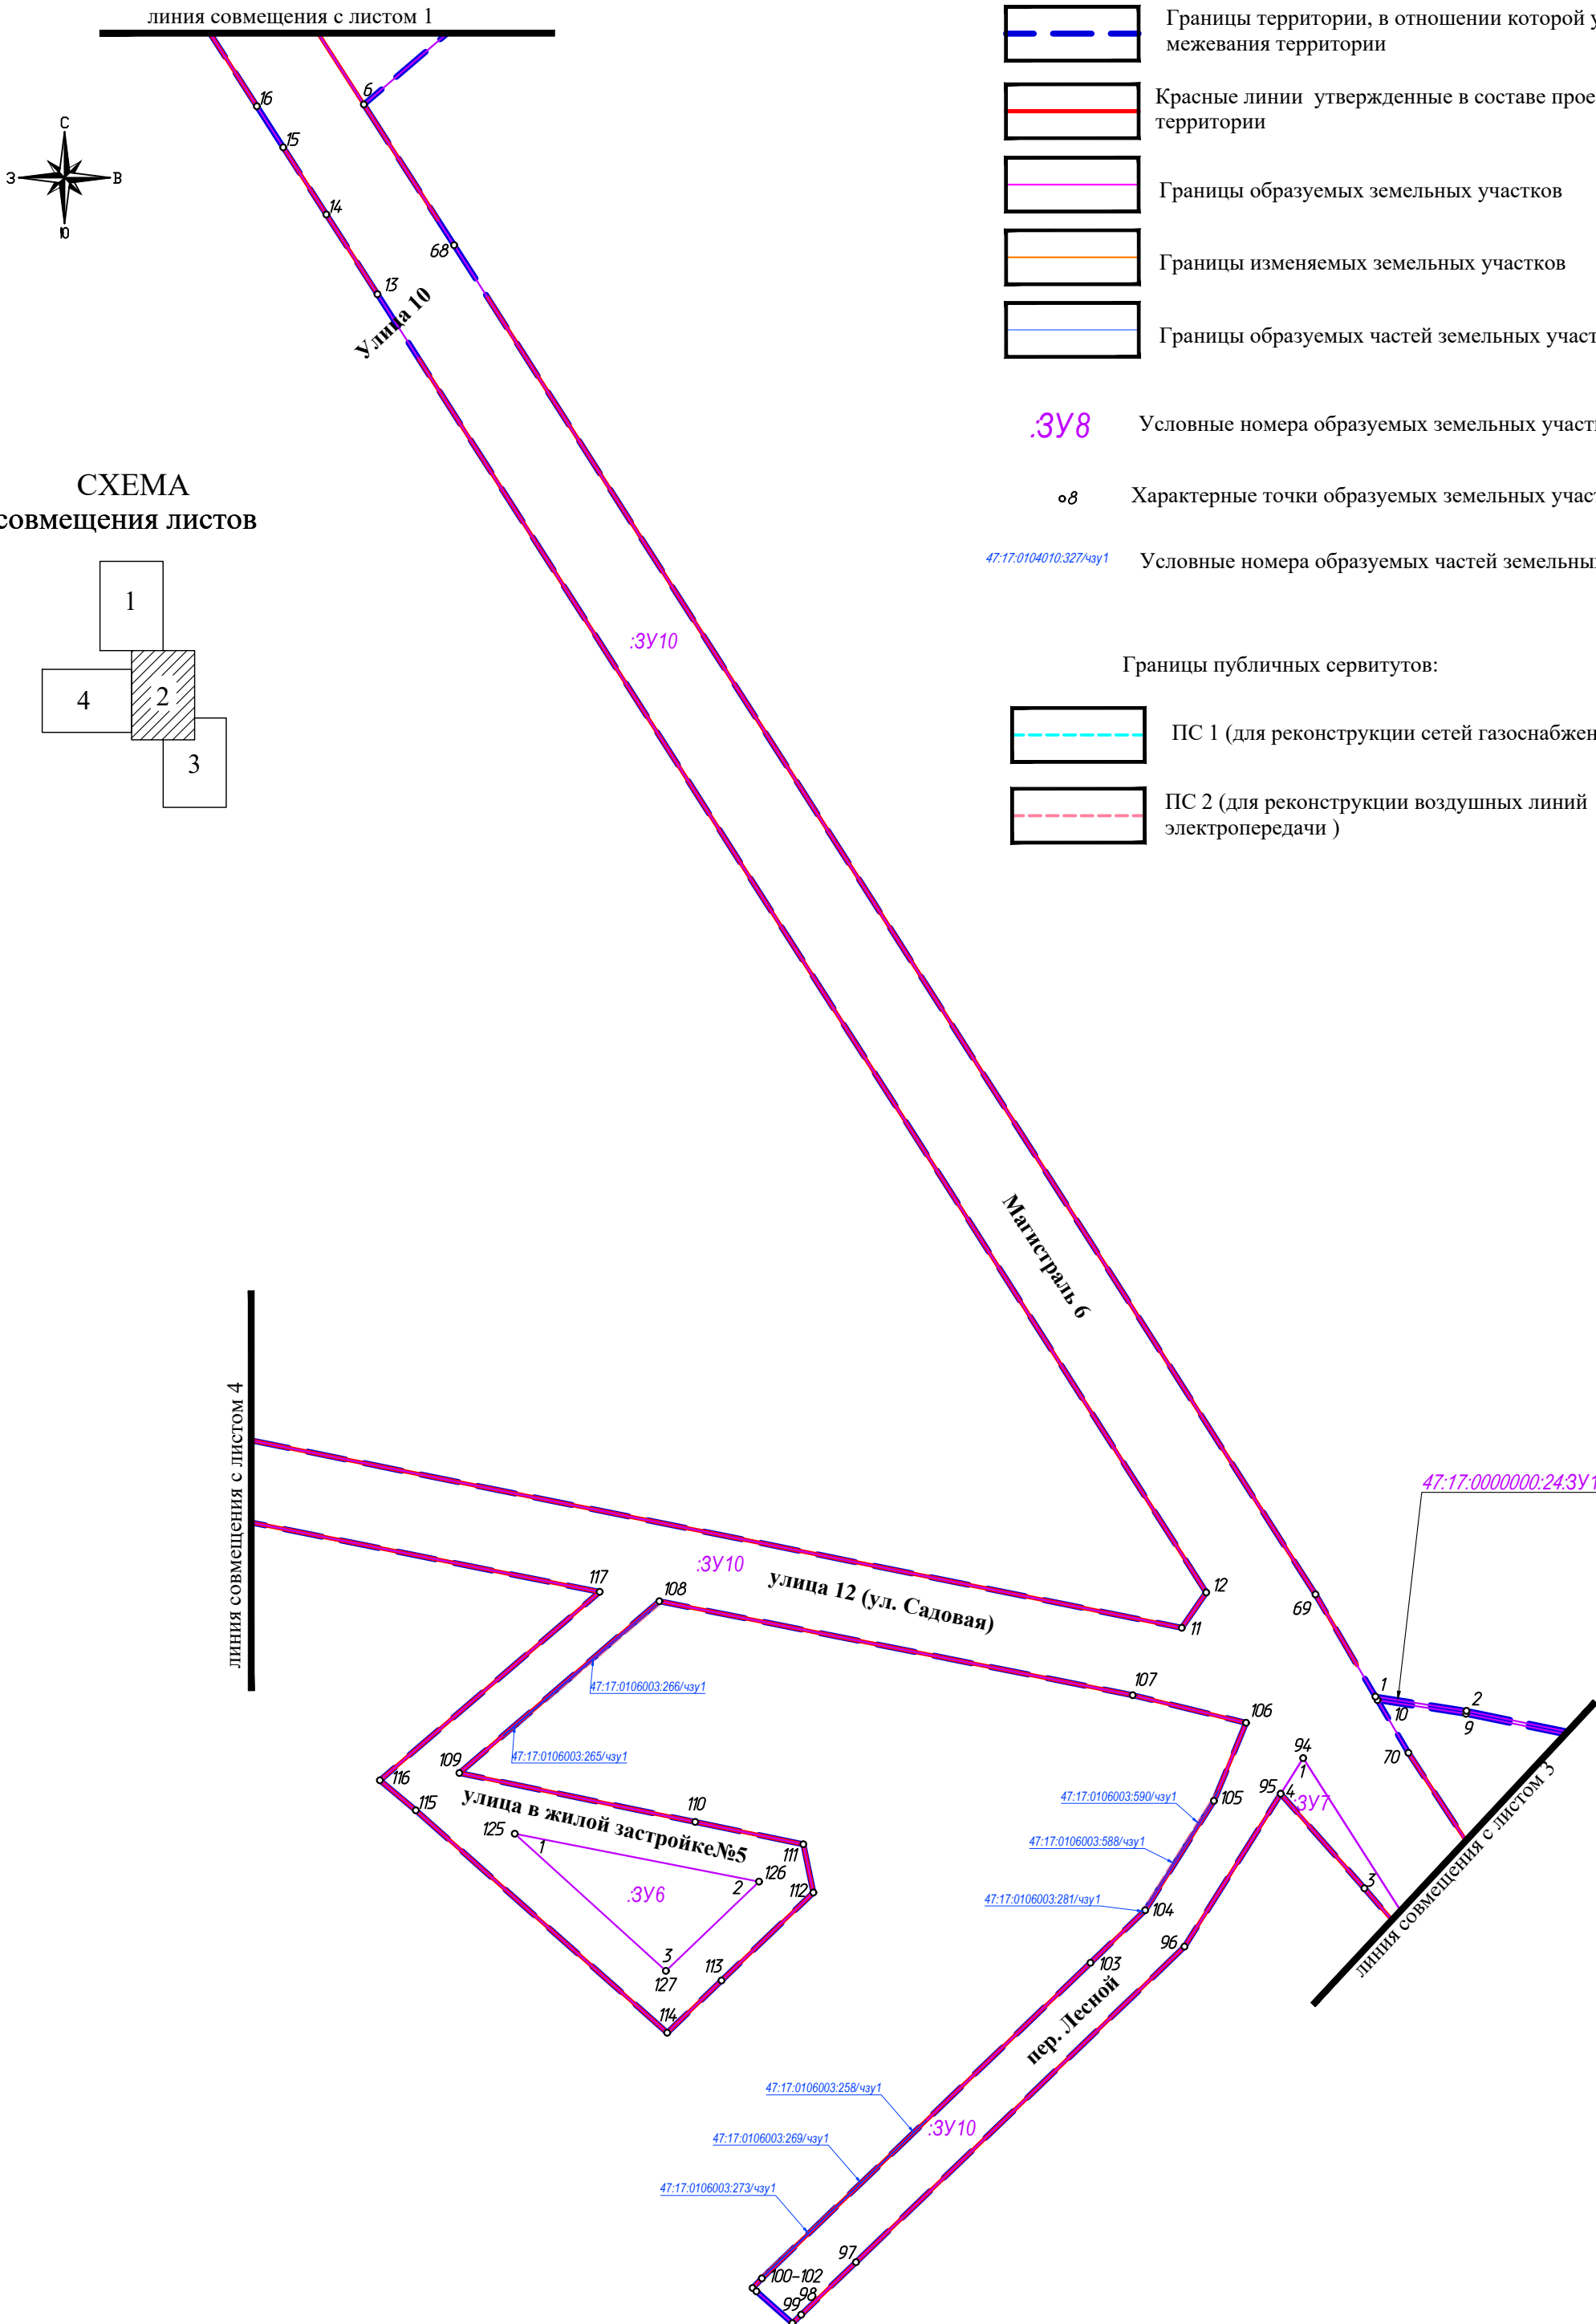 линия совмещения с листом 1
Границы территории, в отношении которой у
межевания территории
Красные линии  утвержденные в составе прое
территории
Границы образуемых земельных участков
Границы изменяемых земельных участков
Границы образуемых частей земельных участ
:ЗУ8 Условные номера образуемых земельных участ
8 Характерные точки образуемых земельных учас
47:17:0104010:327/чзу1 Условные номера образуемых частей земельны
Границы публичных сервитутов:
ПС 1 (для реконструкции сетей газоснабжен
ПС 2 (для реконструкции воздушных линий
электропередачи )
С
З
В
Ю
СХЕМА
совмещения листов
1
4
2
3
16
6
15
14
68
13
Улица 10
:ЗУ10
Магистраль 6
линия совмещения с листом 4
47:17:0000000:24:ЗУ1
:ЗУ10
улица 12 (ул. Садовая)
117
108
12
11
69
47:17:0106003:266/чзу1
47:17:0106003:265/чзу1
107
106
1
10
2
9
70
94
1
95
4
:ЗУ7
3
линия совмещения с листом 3
109
116
115
улица в жилой застройке№5
110
111
112
125
1
126
2
:ЗУ6
3
127
113
114
47:17:0106003:590/чзу1
105
47:17:0106003:588/чзу1
47:17:0106003:281/чзу1
104
96
103
пер. Лесной
47:17:0106003:258/чзу1
:ЗУ10
47:17:0106003:269/чзу1
47:17:0106003:273/чзу1
97
100-102
98
99